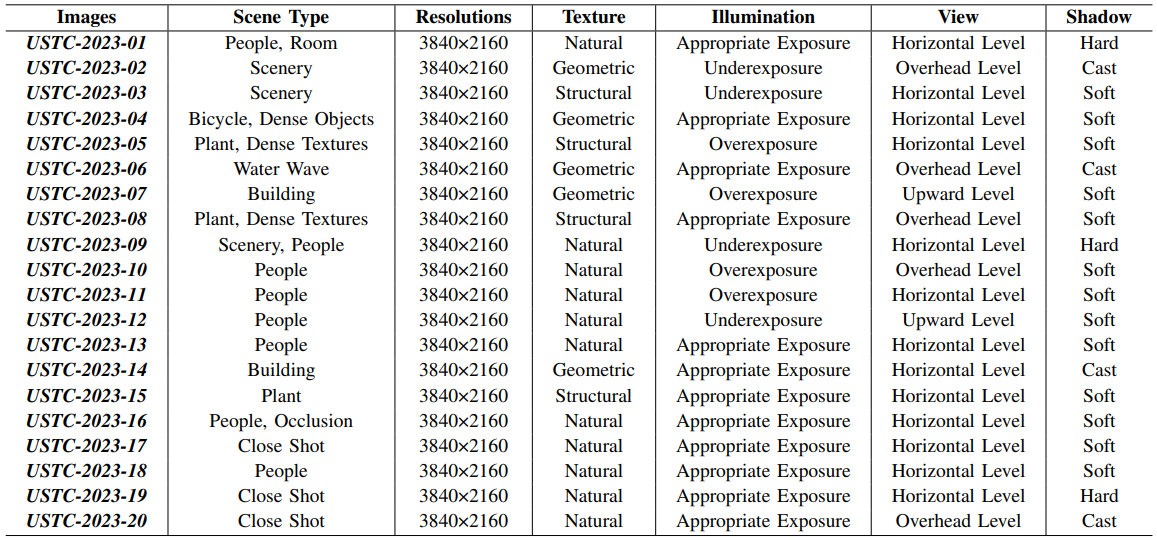 Images Scene Type Resolutions Texture Illumination View Shadow
USTC-2023-01 People, Room 3840×2160 Natural Appropriate Exposure Horizontal Level Hard
USTC-2023-02 Scenery 3840×2160 Geometric Underexposure Overhead Level Cast
USTC-2023-03 Scenery 3840×2160 Structural Underexposure Horizontal Level Soft
USTC-2023-04 Bicycle, Dense Objects 3840×2160 Geometric Appropriate Exposure Horizontal Level Soft
USTC-2023-05 Plant, Dense Textures 3840×2160 Structural Overexposure Horizontal Level Soft
USTC-2023-06 Water Wave 3840×2160 Geometric Appropriate Exposure Overhead Level Cast
USTC-2023-07 Building 3840×2160 Geometric Overexposure Upward Level Soft
USTC-2023-08 Plant, Dense Textures 3840×2160 Structural Appropriate Exposure Overhead Level Soft
USTC-2023-09 Scenery, People 3840×2160 Natural Underexposure Horizontal Level Hard
USTC-2023-10 People 3840×2160 Natural Overexposure Overhead Level Soft
USTC-2023-11 People 3840×2160 Natural Overexposure Horizontal Level Soft
USTC-2023-12 People 3840×2160 Natural Underexposure Upward Level Soft
USTC-2023-13 People 3840×2160 Natural Appropriate Exposure Horizontal Level Soft
USTC-2023-14 Building 3840×2160 Geometric Appropriate Exposure Horizontal Level Cast
USTC-2023-15 Plant 3840×2160 Structural Appropriate Exposure Horizontal Level Soft
USTC-2023-16 People, Occlusion 3840×2160 Natural Appropriate Exposure Horizontal Level Soft
USTC-2023-17 Close Shot 3840×2160 Natural Appropriate Exposure Horizontal Level Soft
USTC-2023-18 People 3840×2160 Natural Appropriate Exposure Horizontal Level Soft
USTC-2023-19 Close Shot 3840×2160 Natural Appropriate Exposure Horizontal Level Hard
USTC-2023-20 Close Shot 3840×2160 Natural Appropriate Exposure Overhead Level Cast